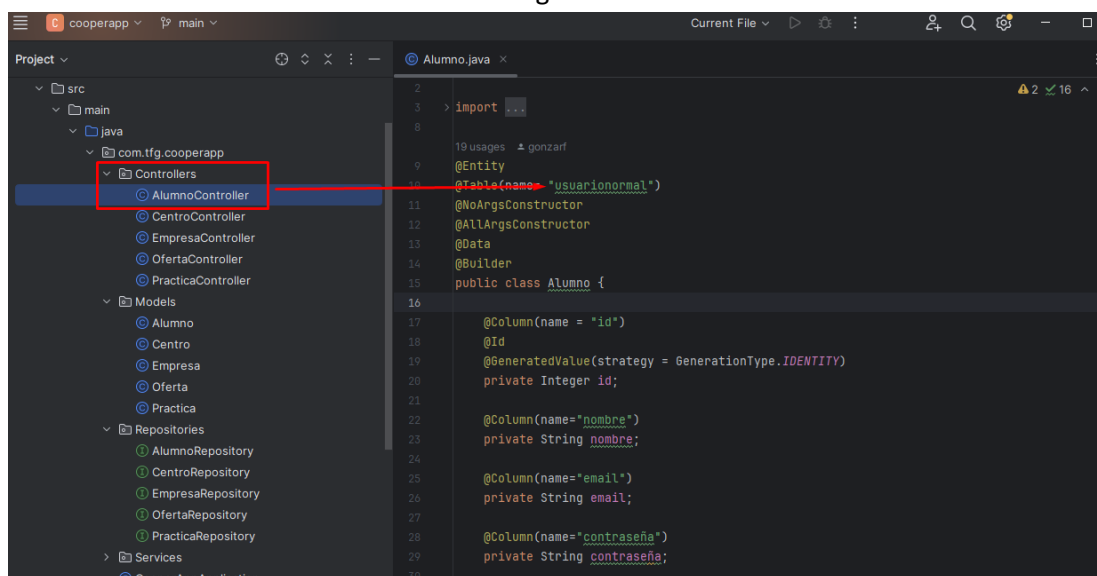 C cooperapp main Current File
Project
Alumno.java
src
main
java
com.tfg.cooperapp
Controllers
AlumnoController
CentroController
EmpresaController
OfertaController
PracticaController
Models
Alumno
Centro
Empresa
Oferta
Practica
Repositories
AlumnoRepository
CentroRepository
EmpresaRepository
OfertaRepository
PracticaRepository
Services
2 16
2
3 > import ...
8
19 usages gonzarf
9 @Entity
10 @Table(name= "usuarionormal")
11 @NoArgsConstructor
12 @AllArgsConstructor
13 @Data
14 @Builder
15 public class Alumno {
16
17 @Column(name = "id")
18 @Id
19 @GeneratedValue(strategy = GenerationType.IDENTITY)
20 private Integer id;
21
22 @Column(name="nombre")
23 private String nombre;
24
25 @Column(name="email")
26 private String email;
27
28 @Column(name="contraseña")
29 private String contraseña;